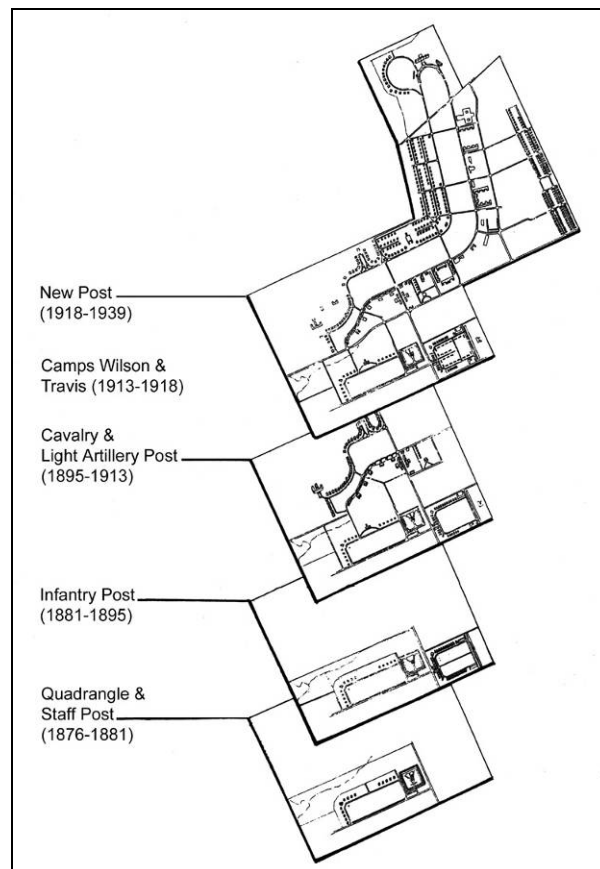 New Post
(1918-1939)
Camps Wilson &
Travis (1913-1918)
Cavalry &
Light Artillery Post
(1895-1913)
Infantry Post
(1881-1895)
Quadrangle &
Staff Post
(1876-1881)